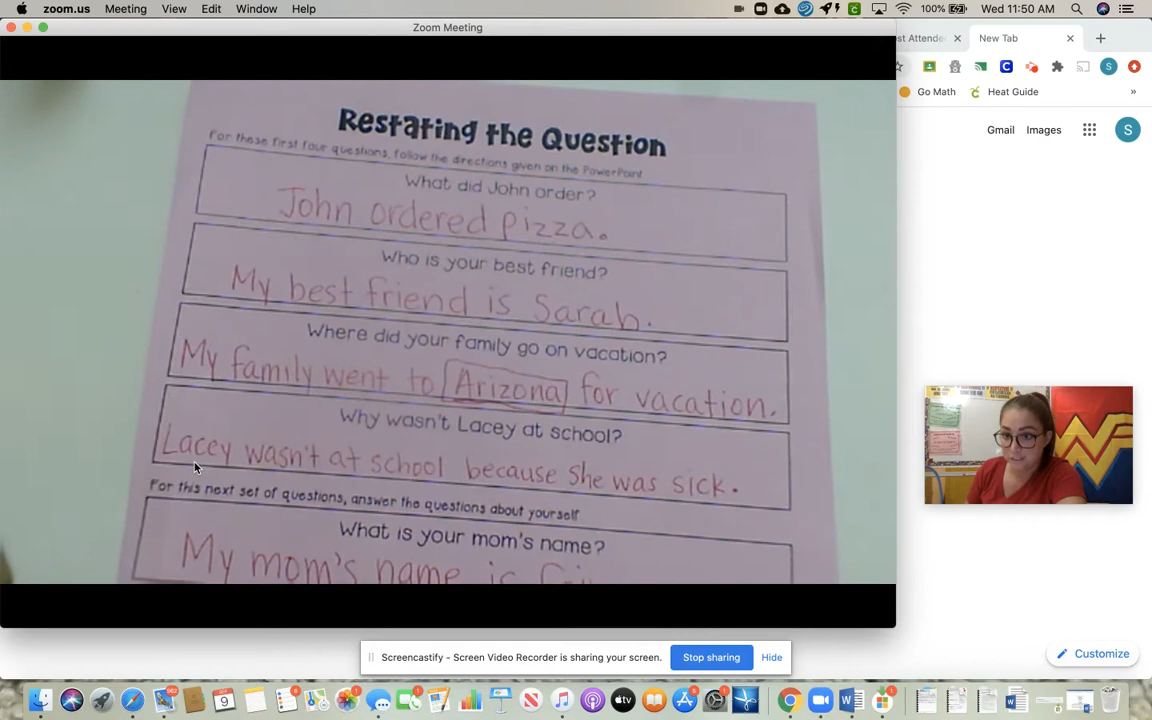 zoom.us Meeting View Edit Window Help
100%
Wed 11:50 AM
Zoom Meeting
st Attende
New Tab
Go Math
Heat Guide
»
Gmail Images
S
S
Restating the Question
For these first four questions, follow the directions given on the PowerPoint
What did John order?
John ordered pizza.
Who is your best friend?
My best friend is Sarah.
Where did your family go on vacation?
My family went to Arizona for vacation.
Why wasn't Lacey at school?
Lacey wasn't at school because she was sick.
For this next set of questions, answer the questions about yourself
What is your mom's name?
My mom's name is
Screencastify - Screen Video Recorder is sharing your screen.
Stop sharing
Hide
Customize